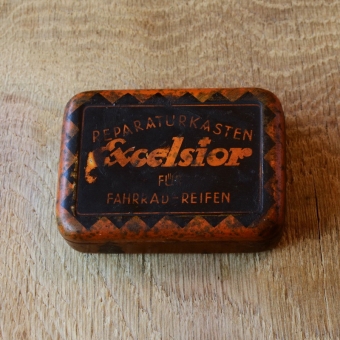 REPARATURKASTEN
Excelsior
FÜR
FAHRRAD-REIFEN